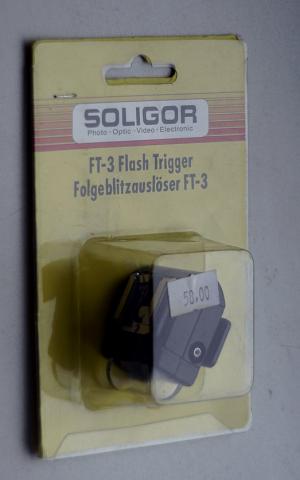 SOLIGOR
Photo · Optic · Video · Electronic
FT-3 Flash Trigger
Folgeblitzauslöser FT-3
58.00